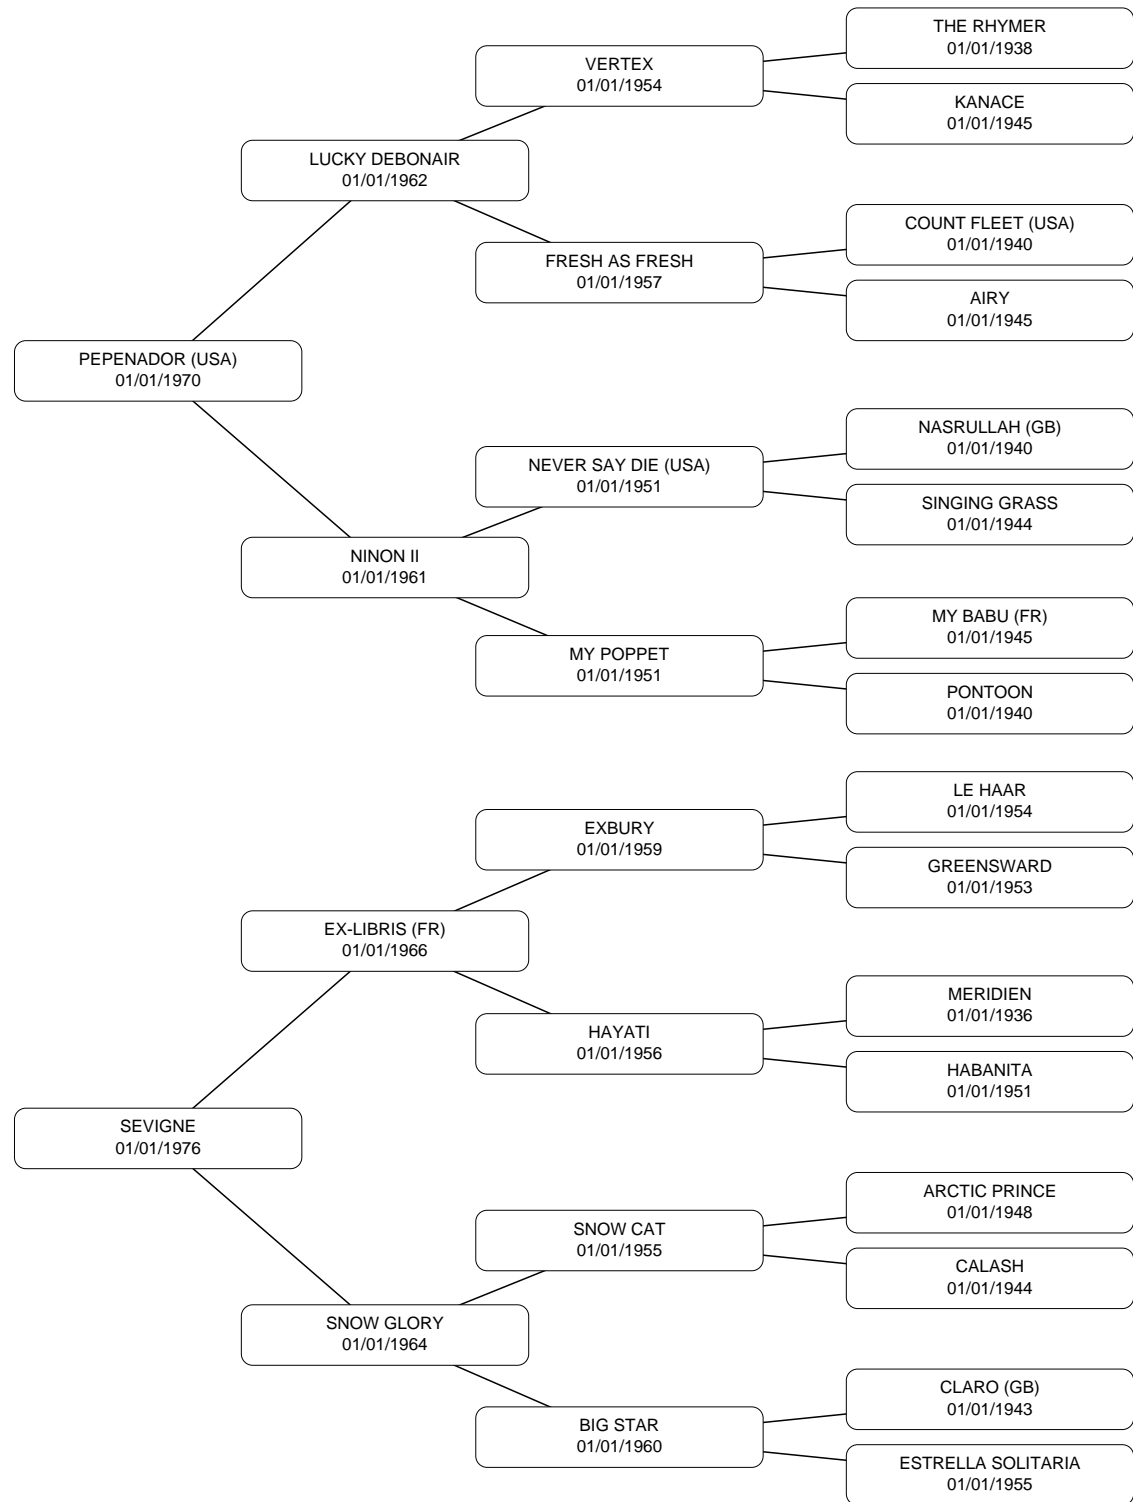 THE RHYMER
01/01/1938
VERTEX
01/01/1954
KANACE
01/01/1945
LUCKY DEBONAIR
01/01/1962
COUNT FLEET (USA)
01/01/1940
FRESH AS FRESH
01/01/1957
AIRY
01/01/1945
PEPENADOR (USA)
01/01/1970
NASRULLAH (GB)
01/01/1940
NEVER SAY DIE (USA)
01/01/1951
SINGING GRASS
01/01/1944
NINON II
01/01/1961
MY BABU (FR)
01/01/1945
MY POPPET
01/01/1951
PONTOON
01/01/1940
LE HAAR
01/01/1954
EXBURY
01/01/1959
GREENSWARD
01/01/1953
EX-LIBRIS (FR)
01/01/1966
MERIDIEN
01/01/1936
HAYATI
01/01/1956
HABANITA
01/01/1951
SEVIGNE
01/01/1976
ARCTIC PRINCE
01/01/1948
SNOW CAT
01/01/1955
CALASH
01/01/1944
SNOW GLORY
01/01/1964
CLARO (GB)
01/01/1943
BIG STAR
01/01/1960
ESTRELLA SOLITARIA
01/01/1955